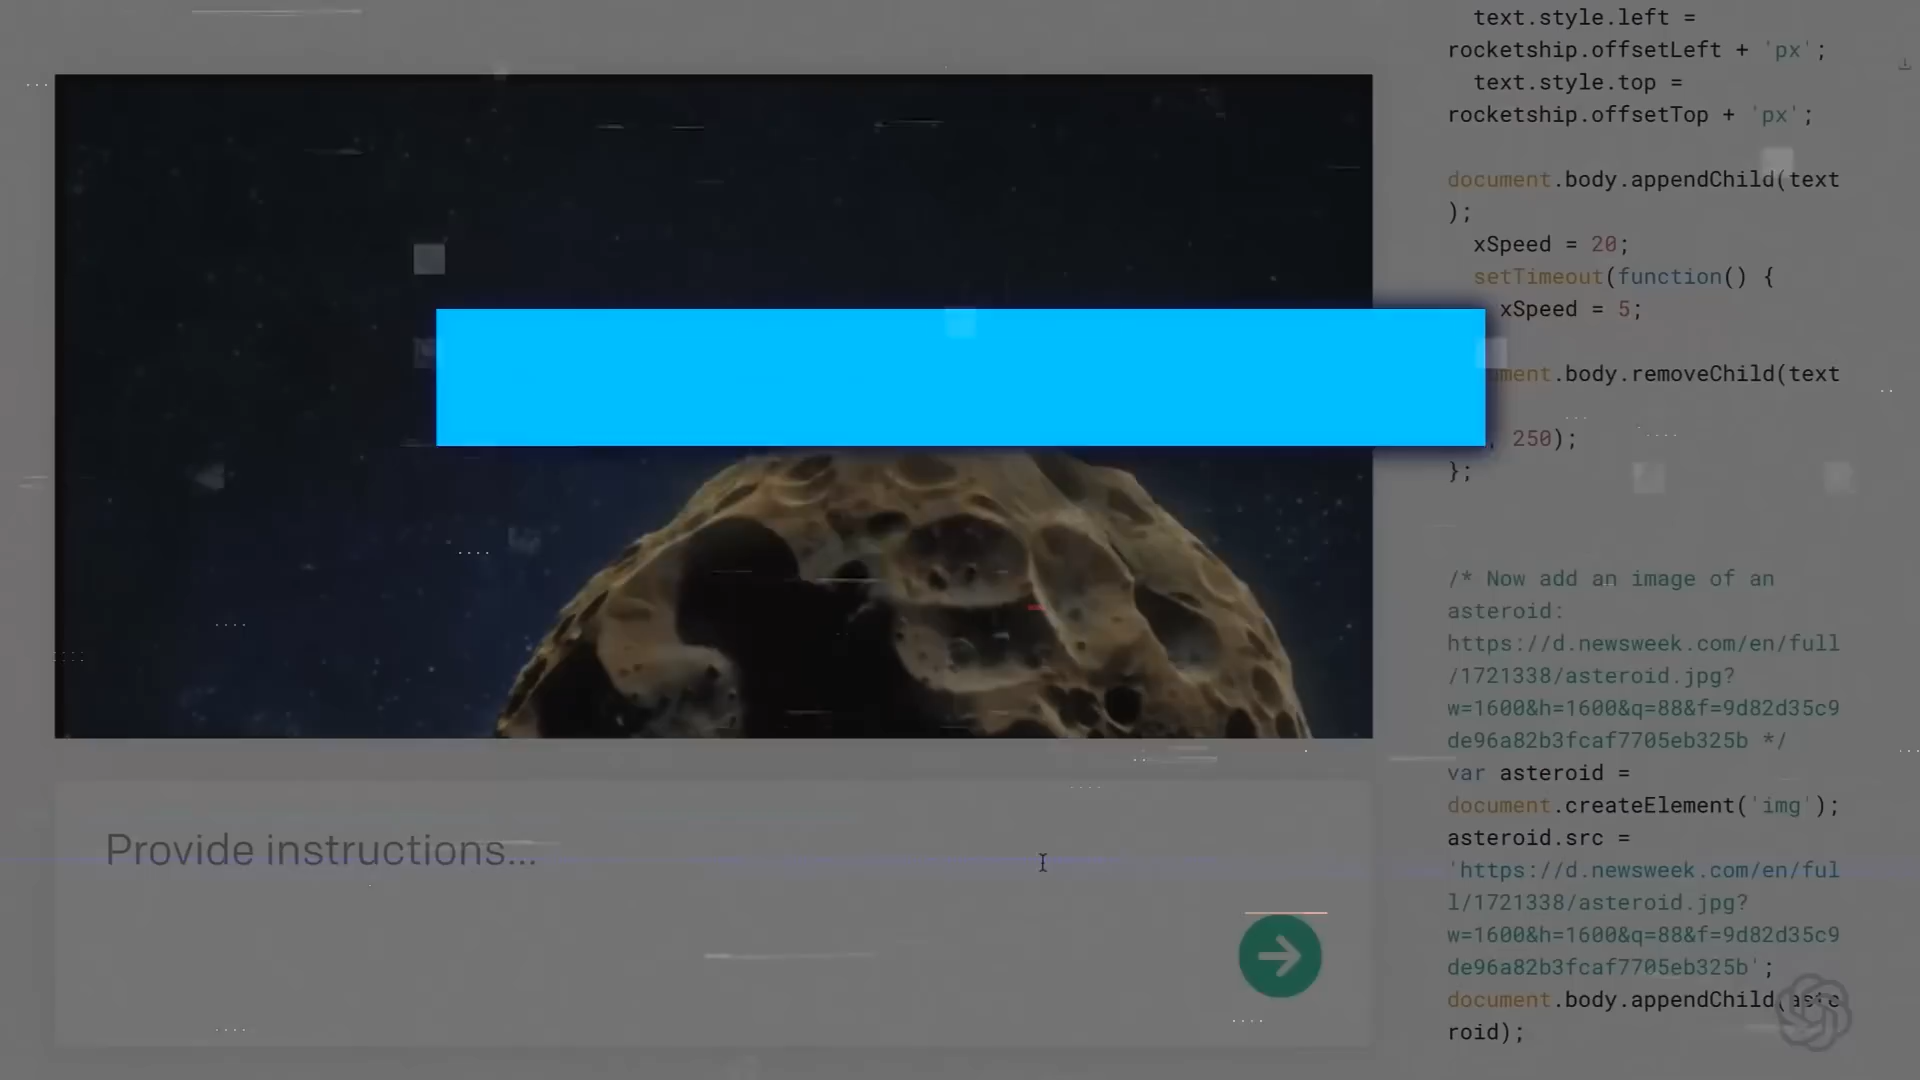 text.style.left =
rocketship.offsetLeft + 'px';
text.style.top =
rocketship.offsetTop + 'px';
document.body.appendChild(text
);
xSpeed = 20;
setTimeout(function() {
xSpeed = 5;
ment.body.removeChild(text
, 250);
};
/* Now add an image of an
asteroid:
https://d.newsweek.com/en/full
/1721338/asteroid.jpg?
w=1600&h=1600&q=88&f=9d82d35c9
de96a82b3fcaf7705eb325b */
var asteroid =
document.createElement('img');
asteroid.src =
'https://d.newsweek.com/en/ful
l/1721338/asteroid.jpg?
w=1600&h=1600&q=88&f=9d82d35c9
de96a82b3fcaf7705eb325b';
document.body.appendChild(aste
roid);
Provide instructions...